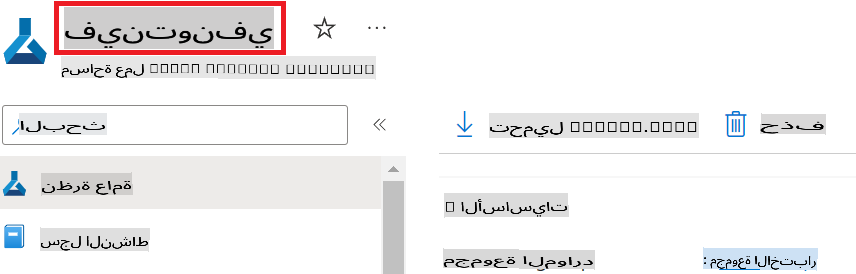 فينتونفي
مساحة عمل
البحث
تحميل
حذف
نظرة عامة
الأساسيات
سجل النشاط
مجموعة الموارد
: مجموعة الاختبار